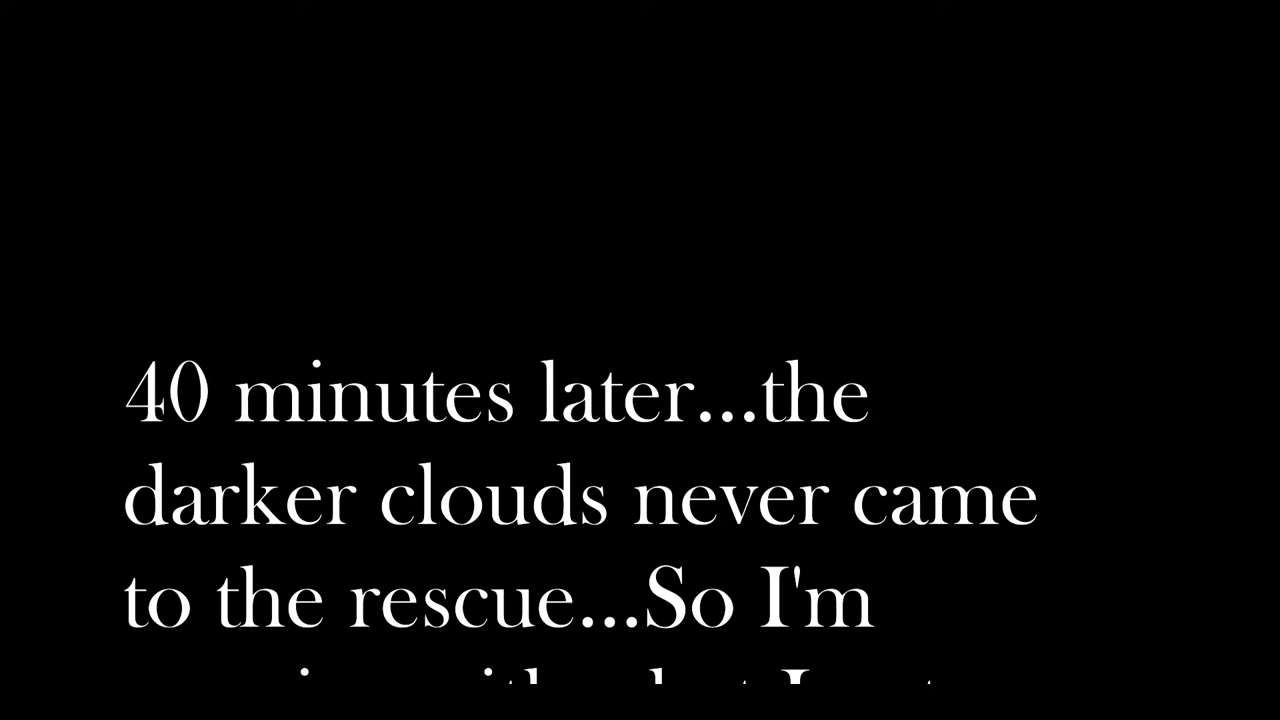 40 minutes later...the
darker clouds never came
to the rescue...So I'm